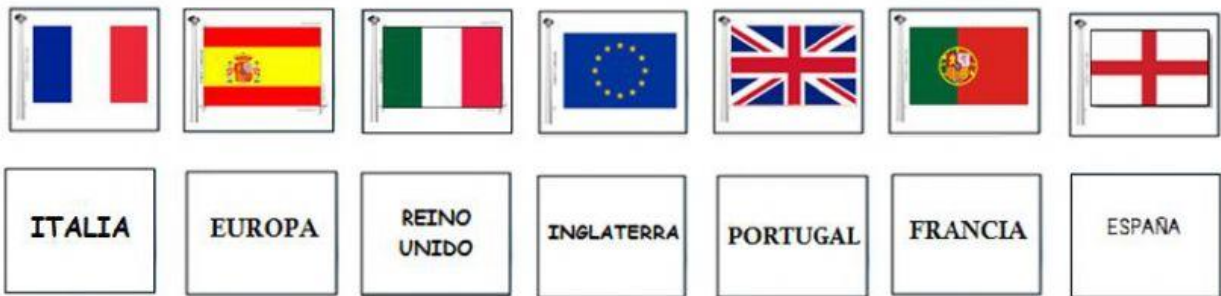 ITALIA
EUROPA
REINO
UNIDO
INGLATERRA
PORTUGAL
FRANCIA
ESPAÑA